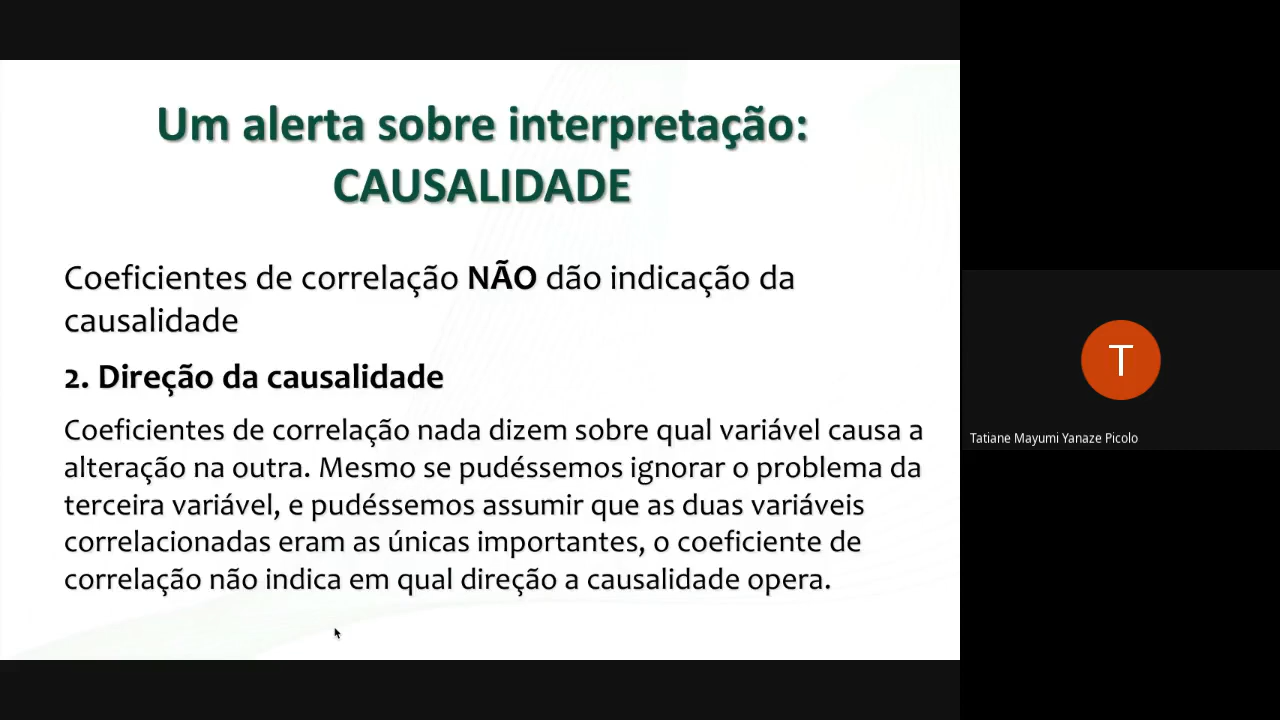 Um alerta sobre interpretação:
CAUSALIDADE
Coeficientes de correlação NÃO dão indicação da
causalidade
2. Direção da causalidade
Coeficientes de correlação nada dizem sobre qual variável causa a
alteração na outra. Mesmo se pudéssemos ignorar o problema da
terceira variável, e pudéssemos assumir que as duas variáveis
correlacionadas eram as únicas importantes, o coeficiente de
correlação não indica em qual direção a causalidade opera.
T
Tatiane Mayumi Yanaze Picolo